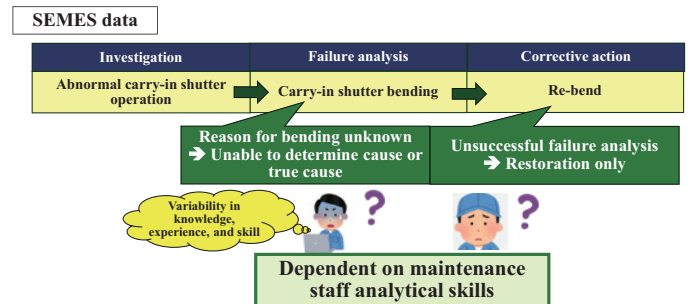 SEMES data
Investigation
Failure analysis
Corrective action
Abnormal carry-in shutter
operation
Carry-in shutter bending
Re-bend
Reason for bending unknown
➔ Unable to determine cause or
true cause
Unsuccessful failure analysis
➔ Restoration only
Variability in
knowledge,
experience, and skill
?
?
Dependent on maintenance
staff analytical skills